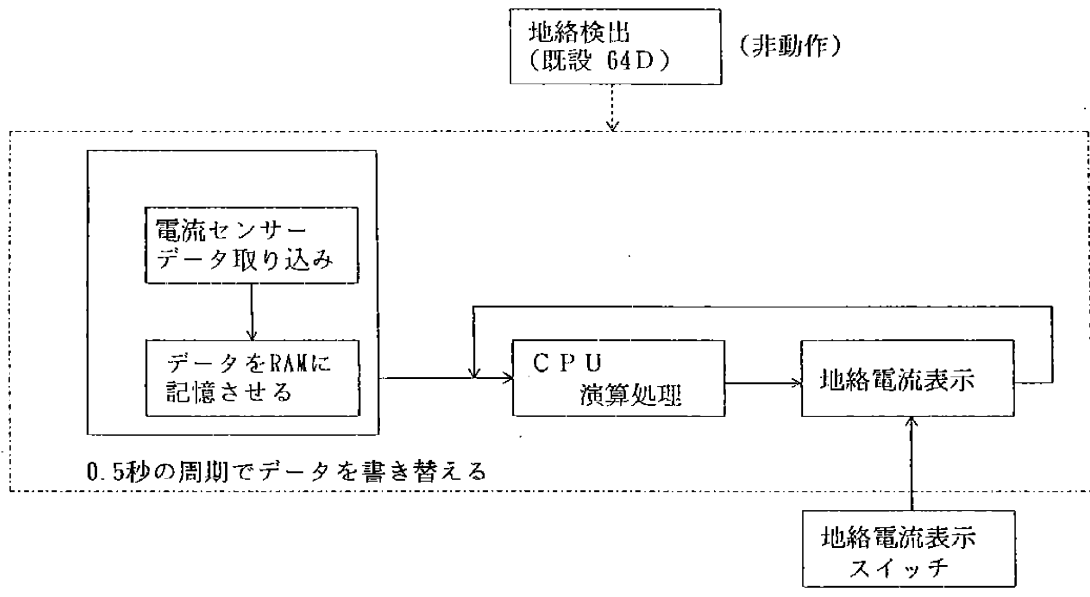 地絡検出
(既設 64D)
(非動作)
電流センサー
データ取り込み
データをRAMに
記憶させる
CPU
演算処理
地絡電流表示
0.5秒の周期でデータを書き替える
地絡電流表示
スイッチ